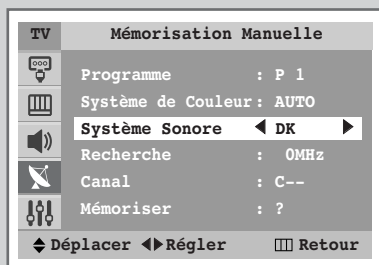 TV Mémorisation Manuelle
Programme : P 1
Système de Couleur : AUTO
Système Sonore ◀ DK ▶
Recherche : 0MHz
Canal : C--
Mémoriser : ?
Déplacer Régler Retour